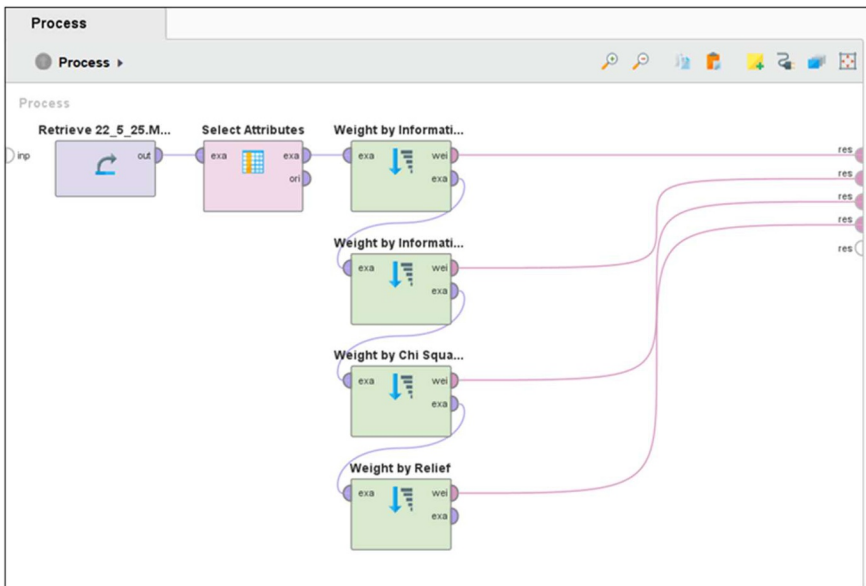 Process
Process
Process
Retrieve 22_5_25.M...
Select Attributes
Weight by Informati...
inp
out
exa
exa
ori
exa
wei
exa
res
res
res
res
res
Weight by Informati...
exa
wei
exa
Weight by Chi Squa...
exa
wei
exa
Weight by Relief
exa
wei
exa